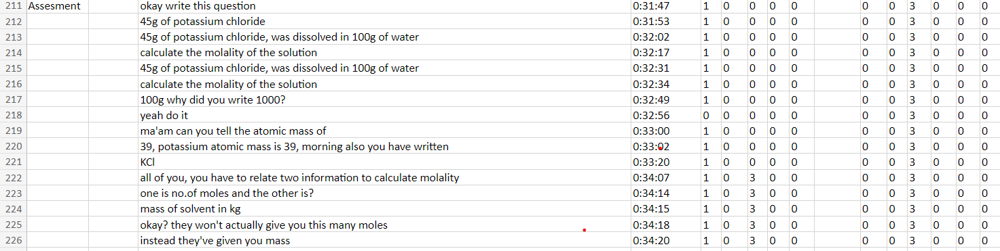 211 Assesment okay write this question 0:31:47 1 0 0 0 0 0 0 3 0 0 0
212 45g of potassium chloride 0:31:53 1 0 0 0 0 0 0 3 0 0 0
213 45g of potassium chloride, was dissolved in 100g of water 0:32:02 1 0 0 0 0 0 0 3 0 0 0
214 calculate the molality of the solution 0:32:17 1 0 0 0 0 0 0 3 0 0 0
215 45g of potassium chloride, was dissolved in 100g of water 0:32:31 1 0 0 0 0 0 0 3 0 0 0
216 calculate the molality of the solution 0:32:34 1 0 0 0 0 0 0 3 0 0 0
217 100g why did you write 1000? 0:32:49 1 0 0 0 0 0 0 3 0 0 0
218 yeah do it 0:32:56 0 0 0 0 0 0 0 3 0 0 0
219 ma'am can you tell the atomic mass of 0:33:00 1 0 0 0 0 0 0 3 0 0 0
220 39, potassium atomic mass is 39, morning also you have written 0:33:02 1 0 0 0 0 0 0 3 0 0 0
221 KCl 0:33:20 1 0 0 0 0 0 0 3 0 0 0
222 all of you, you have to relate two information to calculate molality 0:34:07 1 0 3 0 0 0 0 3 0 0 0
223 one is no.of moles and the other is? 0:34:14 1 0 3 0 0 0 0 3 0 0 0
224 mass of solvent in kg 0:34:15 1 0 3 0 0 0 0 3 0 0 0
225 okay? they won't actually give you this many moles 0:34:18 1 0 3 0 0 0 0 3 0 0 0
226 instead they've given you mass 0:34:20 1 0 3 0 0 0 0 3 0 0 0